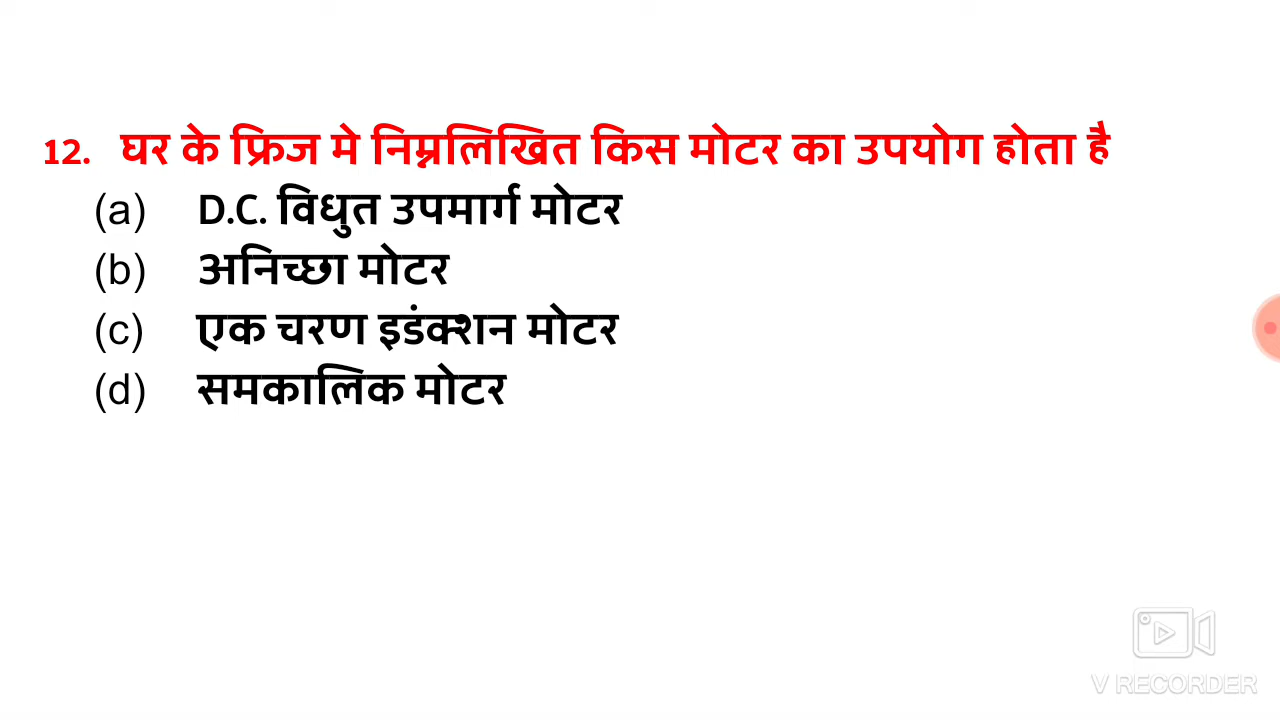 12. घर के फ्रिज मे निम्नलिखित किस मोटर का उपयोग होता है
(a) D.C. विधुत उपमार्ग मोटर
(b) अनिच्छा मोटर
(c) एक चरण इडंक्शन मोटर
(d) समकालिक मोटर
V RECORDER